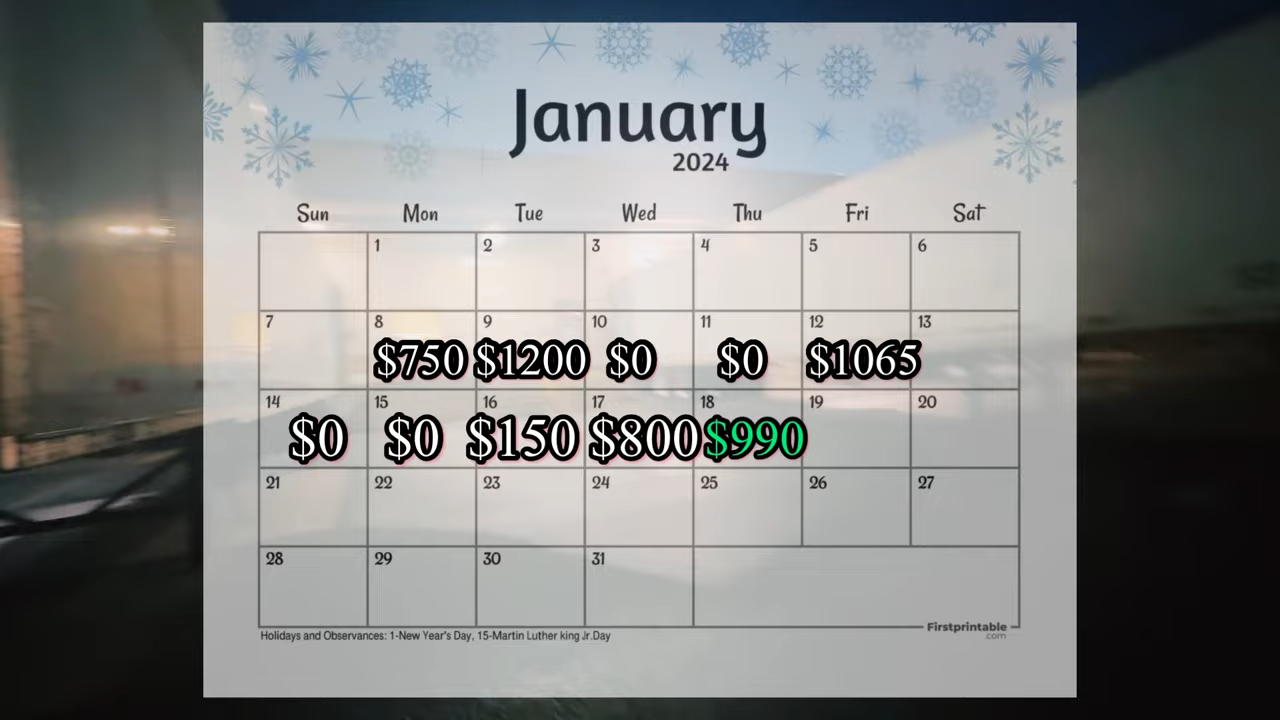 January
2024
Sun Mon Tue Wed Thu Fri Sat
1 2 3 4 5 6
7 8 9 10 11 12 13
$750 $1200 $0 $0 $1065
14 15 16 17 18 19 20
$0 $0 $150 $800 $990
21 22 23 24 25 26 27
28 29 30 31
Firstprintable
.com
Holidays and Observances: 1-New Year's Day, 15-Martin Luther king Jr.Day